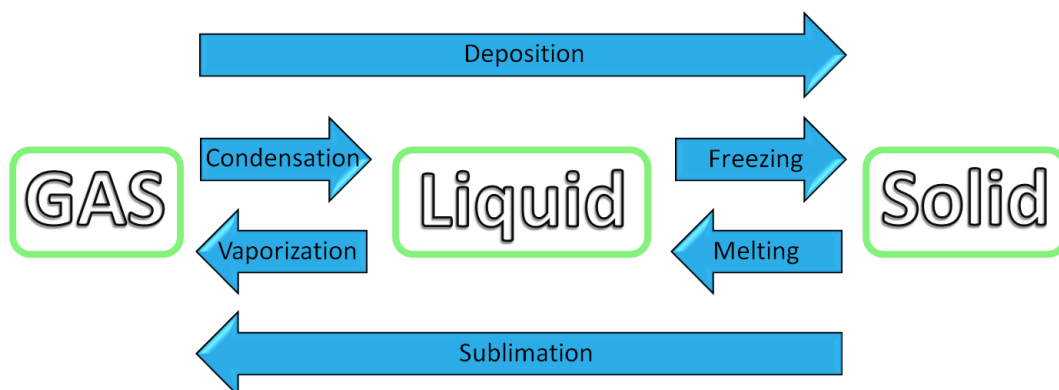 Deposition
Condensation
Freezing
GAS
Liquid
Solid
Vaporization
Melting
Sublimation